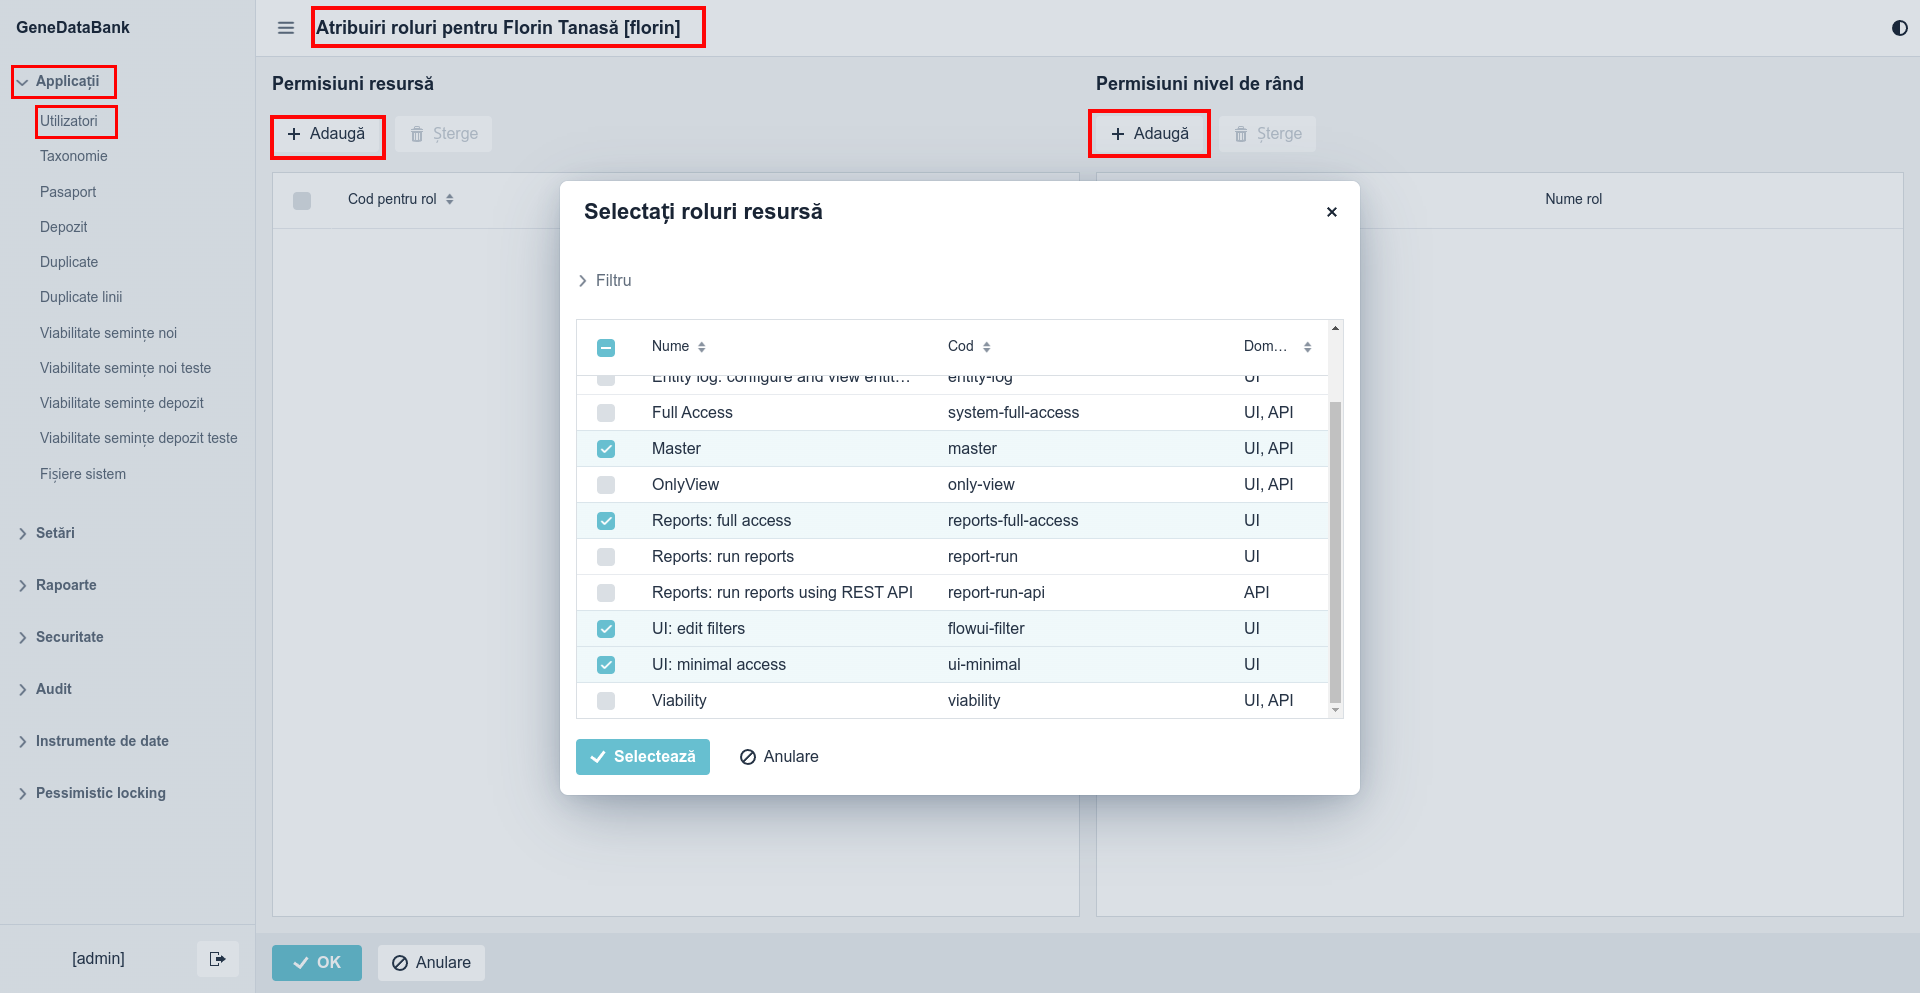 GeneDataBank
Atribuiri roluri pentru Florin Tanasă [florin]
Applicații
Utilizatori
Taxonomie
Pasaport
Depozit
Duplicate
Duplicate linii
Viabilitate semințe noi
Viabilitate semințe noi teste
Viabilitate semințe depozit
Viabilitate semințe depozit teste
Fișiere sistem
Setări
Rapoarte
Securitate
Audit
Instrumente de date
Pessimistic locking
[admin]
Permisiuni resursă
Adaugă Șterge
Cod pentru rol
Permisiuni nivel de rând
Adaugă Șterge
Nume rol
Selectați roluri resursă
Filtru
Nume Cod Dom...
Entity log: configure and view entit... entity-log UI
Full Access system-full-access UI, API
Master master UI, API
OnlyView only-view UI, API
Reports: full access reports-full-access UI
Reports: run reports report-run UI
Reports: run reports using REST API report-run-api API
UI: edit filters flowui-filter UI
UI: minimal access ui-minimal UI
Viability viability UI, API
Selectează Anulare
OK Anulare